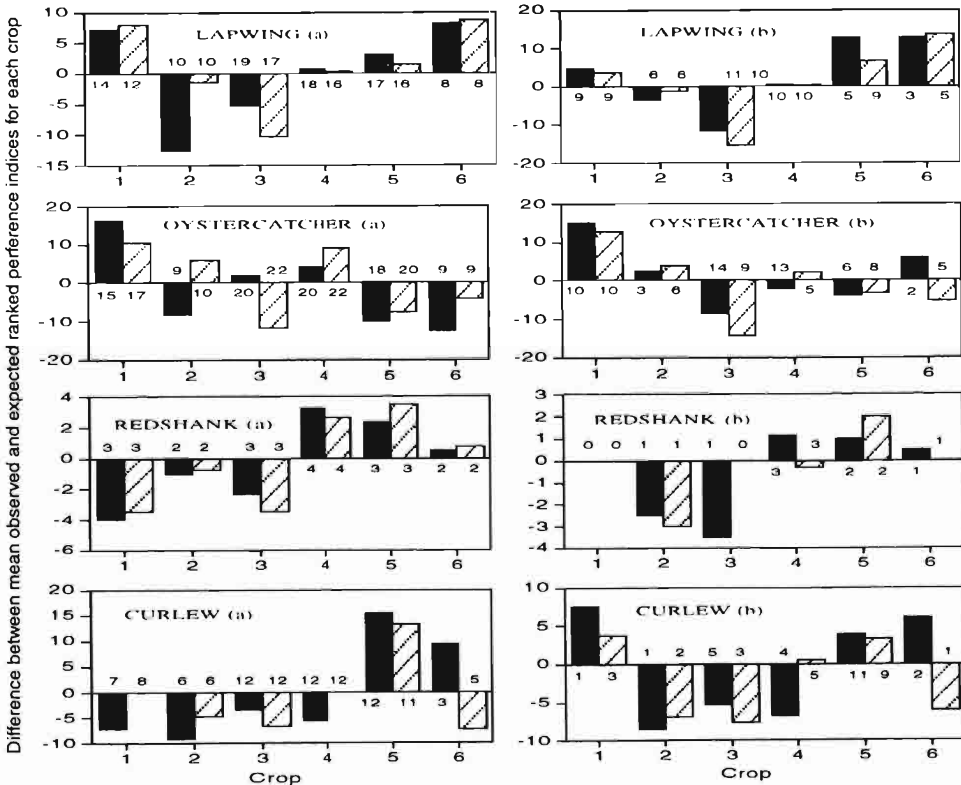 Difference between mean observed and expected ranked perference indices for each crop
LAPWING (a)
10
5
0
-5
-10
-15
10 10 19 17
14 12 18 16 17 16 8 8
1 2 3 4 5 6
LAPWING (b)
20
10
0
-10
-20
6 6 11 10
9 9 10 10 5 9 3 5
1 2 3 4 5 6
OYSTERCATCHER (a)
20
10
0
-10
-20
9 22 18 20 9 9
15 17 10 20 20 22
1 2 3 4 5 6
OYSTERCATCHER (b)
20
10
0
-10
-20
14 9 13 6 8 5
10 10 3 6 5 2
1 2 3 4 5 6
REDSHANK (a)
4
2
0
-2
-4
-6
3 3 2 2 3 3
4 4 3 3 2 2
1 2 3 4 5 6
REDSHANK (b)
3
2
1
0
-1
-2
-3
-4
0 0 1 1 1 0 3 1
3 2 2 1
1 2 3 4 5 6
CURLEW (a)
20
15
10
5
0
-5
-10
7 8 6 6 12 12 12 12 5
12 11 3
1 2 3 4 5 6
Crop
CURLEW (b)
10
5
0
-5
-10
1 2 5 3 4 1
1 3 5 11 9 2
1 2 3 4 5 6
Crop